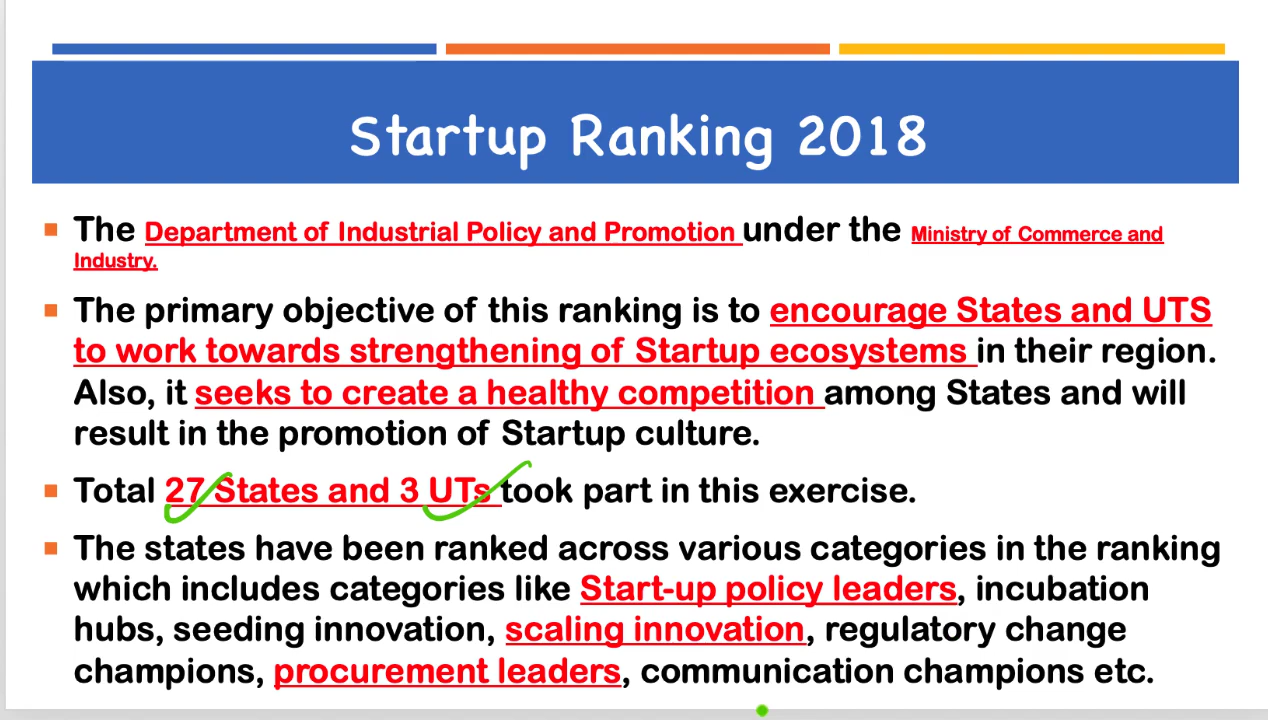 Startup Ranking 2018
The Department of Industrial Policy and Promotion under the Ministry of Commerce and
Industry.
The primary objective of this ranking is to encourage States and UTS
to work towards strengthening of Startup ecosystems in their region.
Also, it seeks to create a healthy competition among States and will
result in the promotion of Startup culture.
Total 27 States and 3 UTs took part in this exercise.
The states have been ranked across various categories in the ranking
which includes categories like Start-up policy leaders, incubation
hubs, seeding innovation, scaling innovation, regulatory change
champions, procurement leaders, communication champions etc.